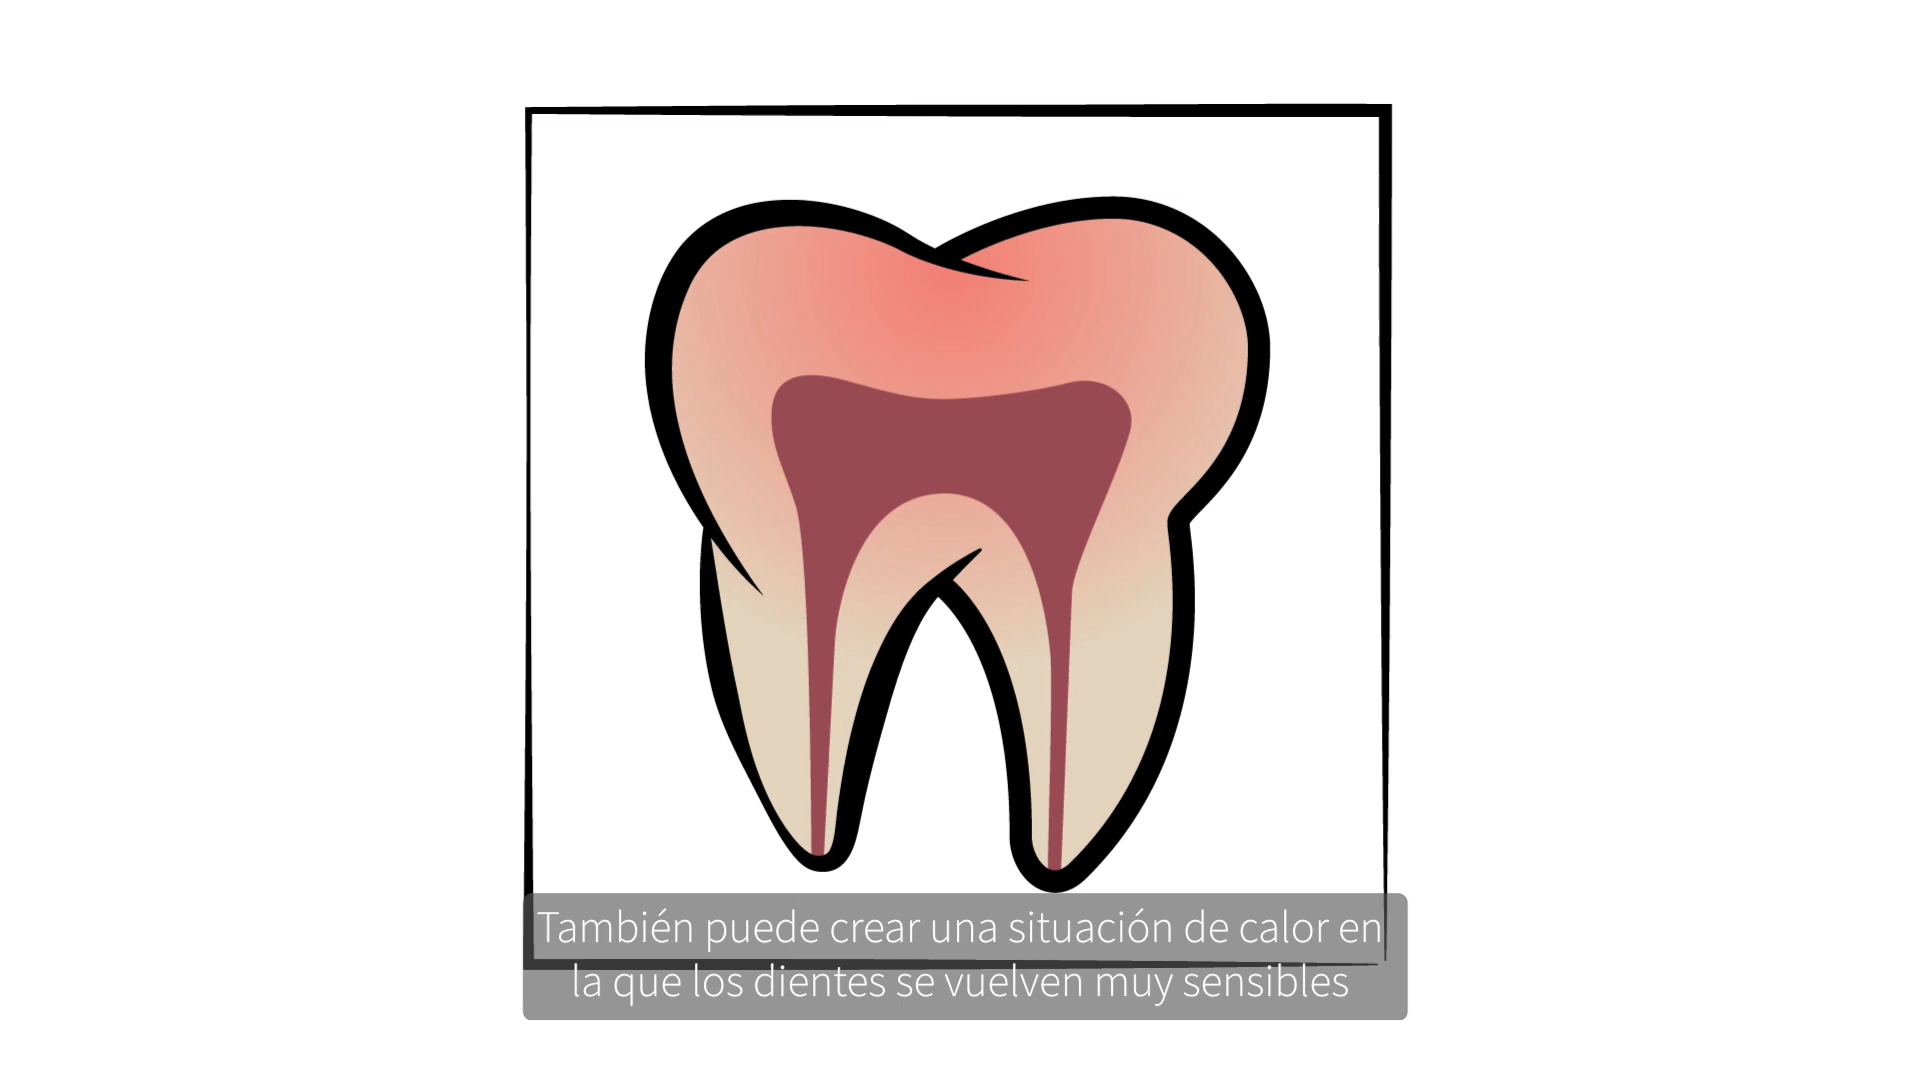 También puede crear una situación de calor en
la que los dientes se vuelven muy sensibles